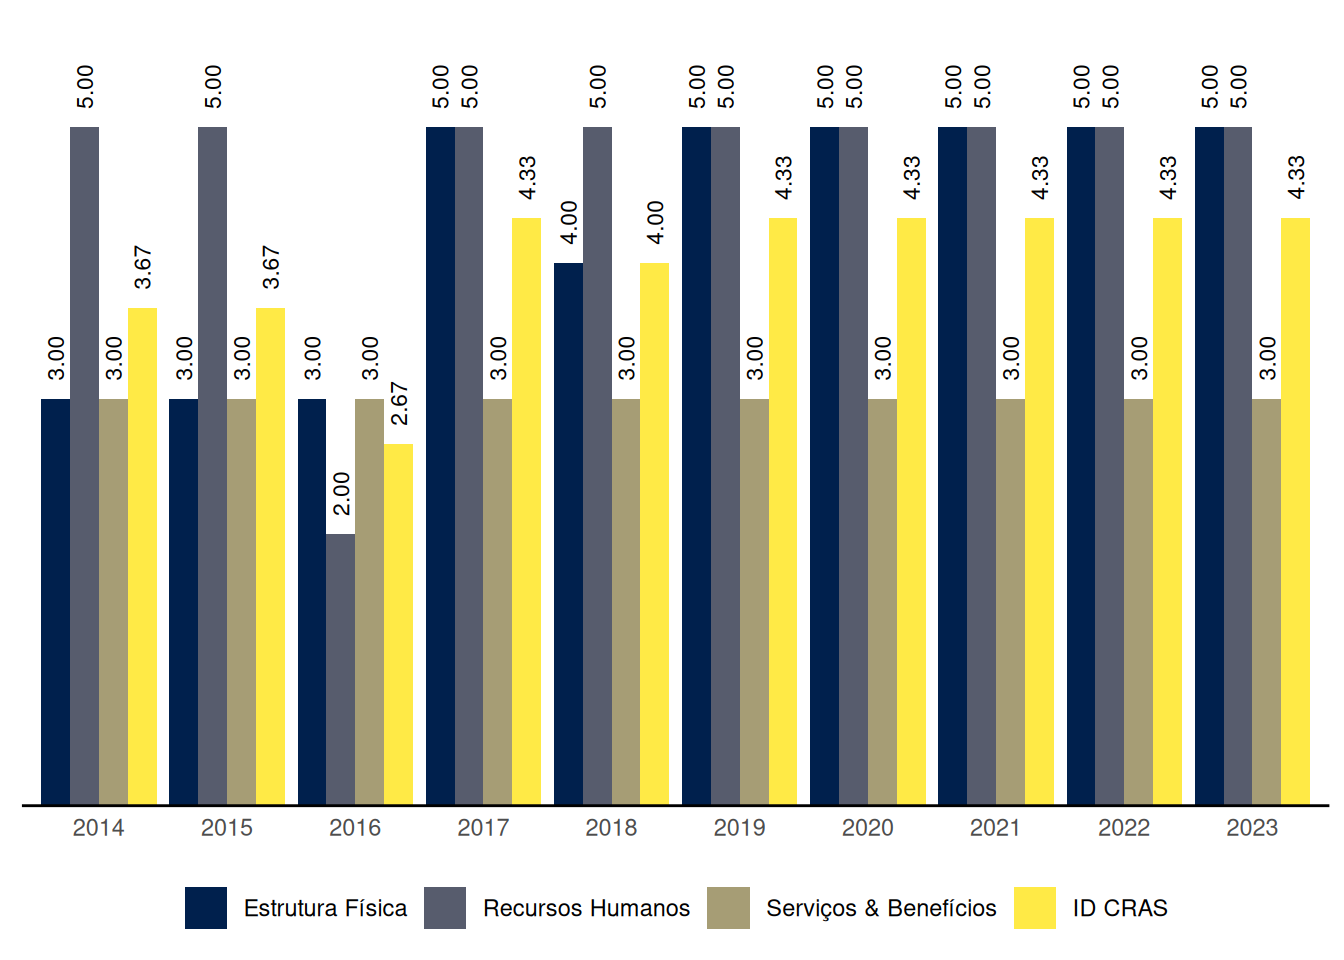 5.00 5.00 5.00 5.00 5.00 5.00 5.00 5.00 5.00 5.00 5.00 5.00 5.00 5.00 5.00
4.33 4.33 4.33 4.33 4.33 4.33
4.00 4.00
3.67 3.67
3.00 3.00 3.00 3.00 3.00 3.00 3.00 3.00 3.00 3.00 3.00 3.00 3.00
2.67
2.00
2014 2015 2016 2017 2018 2019 2020 2021 2022 2023
Estrutura Física Recursos Humanos Serviços & Benefícios ID CRAS